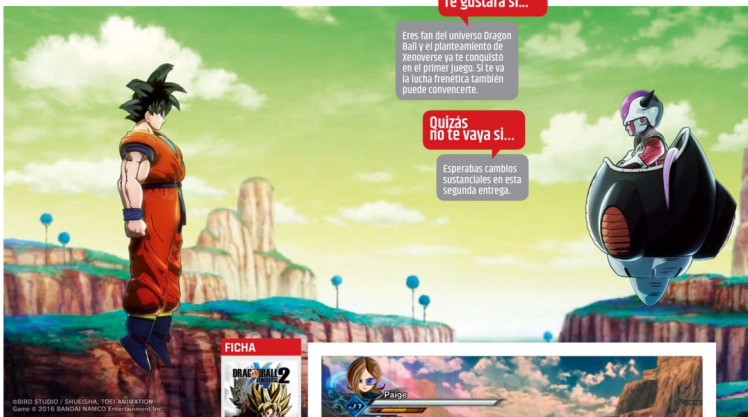 Te gustará si...
Eres fan del universo Dragon
Ball y el planteamiento de
Xenoverse ya te conquistó
en el primer juego. Si te va
la lucha frenética también
puede convencerte.
Quizás
no te vaya si...
Esperabas cambios
sustanciales en esta
segunda entrega.
FICHA
DRAGON BALL
XENOVERSE 2
Paige
©BIRD STUDIO / SHUEISHA, TOEI ANIMATION
Game © 2016 BANDAI NAMCO Entertainment Inc.